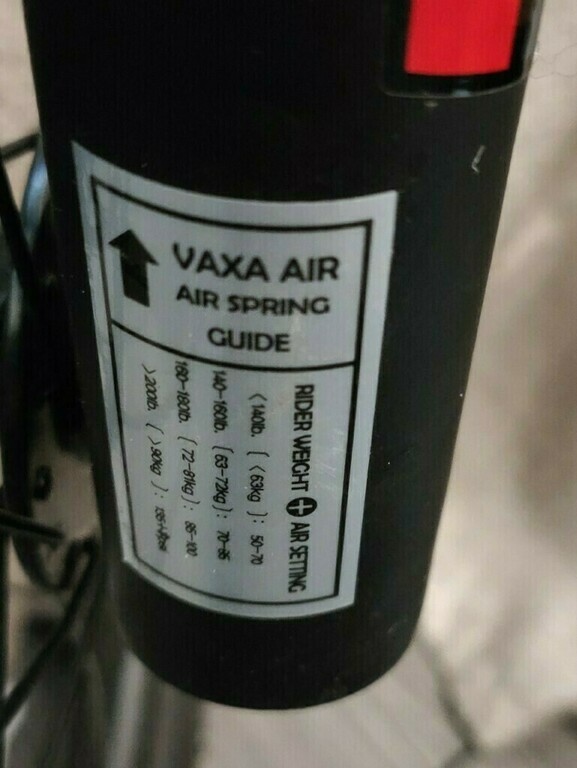 VAXA AIR
AIR SPRING
GUIDE
RIDER WEIGHT + AIR SETTING
<140lb. (<63kg): 50-70
140-160lb (63-72kg): 70-85
160-180lb. (72-81kg): 85-100
>200lb. (>90kg):